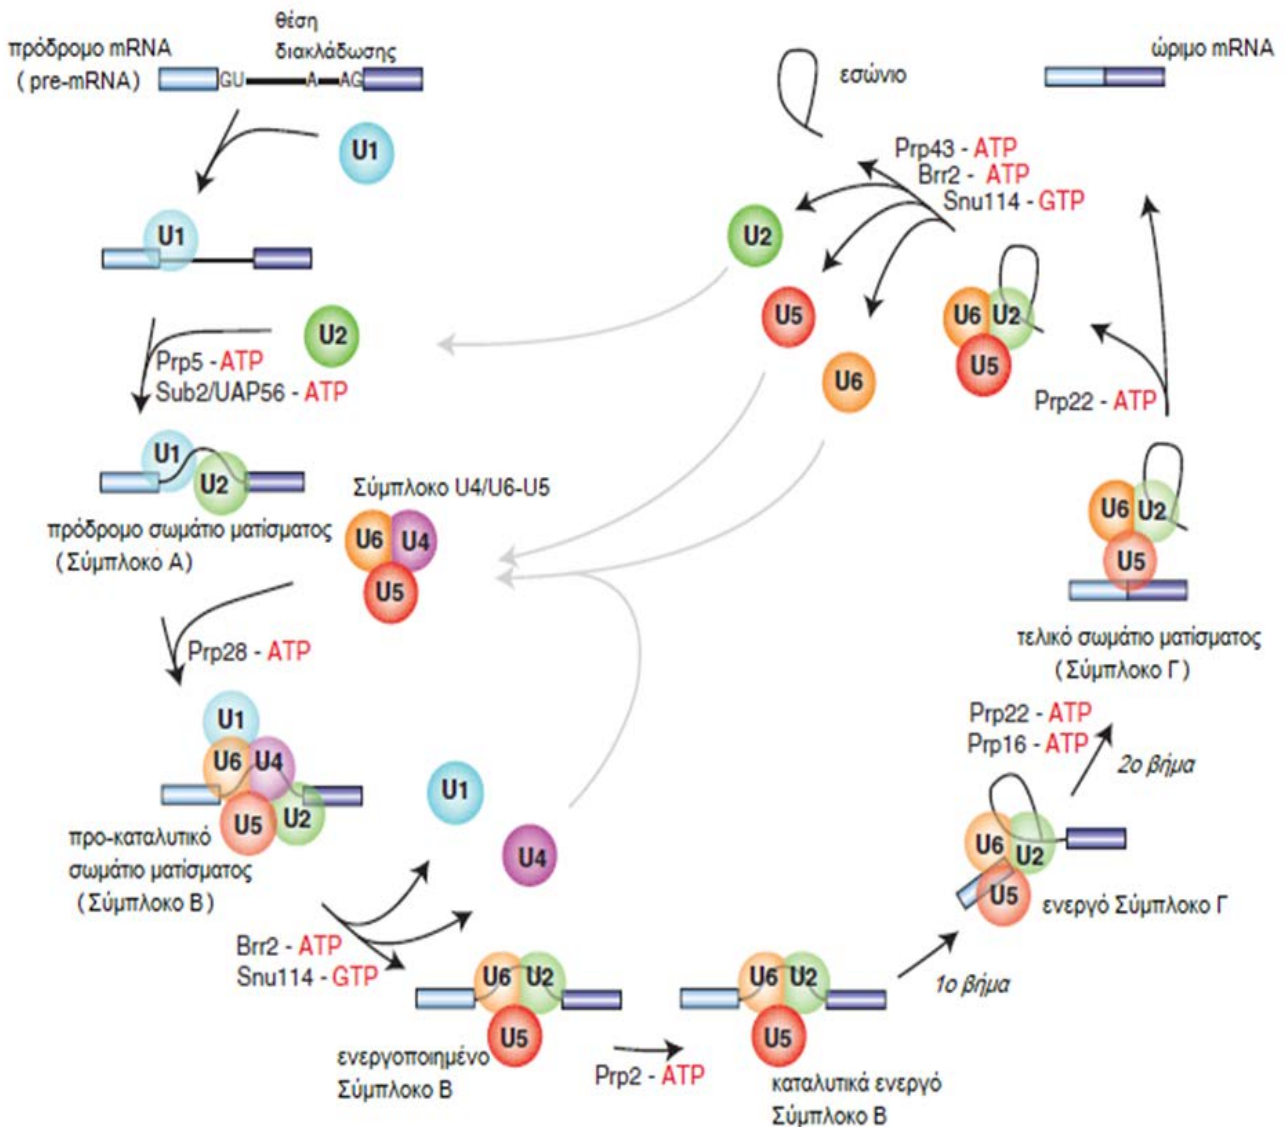 πρόδρομο mRNA
( pre-mRNA)
θέση
διακλάδωσης
GU
A
AG
U1
U1
U2
Prp5 - ATP
Sub2/UAP56 - ATP
U1
U2
πρόδρομο σωμάτιο ματίσματος
(Σύμπλοκό Α)
Σύμπλοκο U4/U6-U5
U6
U4
U5
Prp28 - ATP
U1
U6
U4
U5
U2
προ-καταλυτικό
σωμάτιο ματίσματος
(Σύμπλοκο Β)
U1
U4
Brr2 - ATP
Snu114 - GTP
U6
U2
U5
ενεργοποιημένο
Σύμπλοκο Β
Prp2 - ATP
U6
U2
U5
καταλυτικά ενεργό
Σύμπλοκο Β
1ο βήμα
U6
U2
U5
ενεργό Σύμπλοκο Γ
Prp22 - ATP
Prp16 - ATP
2ο βήμα
U6
U2
U5
τελικό σωμάτιο ματίσματος
(Σύμπλοκο Γ)
Prp22 - ATP
ώριμο mRNA
U6
U2
U5
Prp43 - ATP
Brr2 - ATP
Snu114 - GTP
εσώνιο
U2
U5
U6